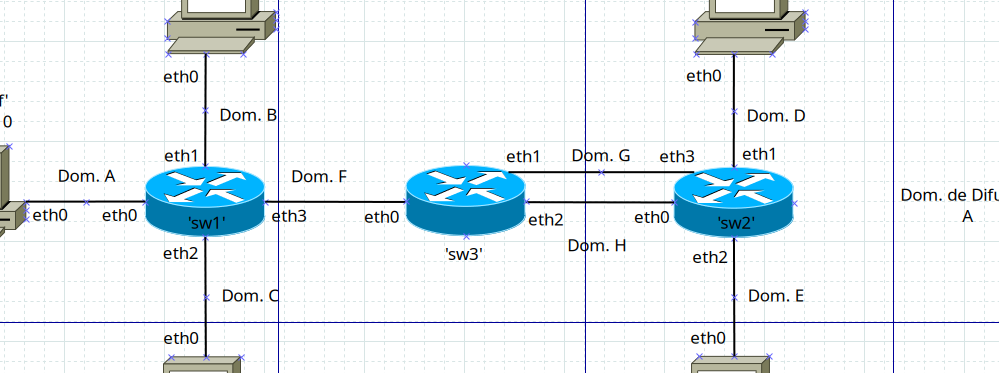 eth0
eth0
f'
0
Dom. B
Dom. D
eth1
eth1
Dom. G
eth3
eth1
Dom. A
Dom. F
Dom. de Difu
A
eth0
eth0
'sw1'
eth3
eth0
eth2
eth0
'sw2'
eth2
'sw3'
Dom. H
eth2
Dom. C
Dom. E
eth0
eth0